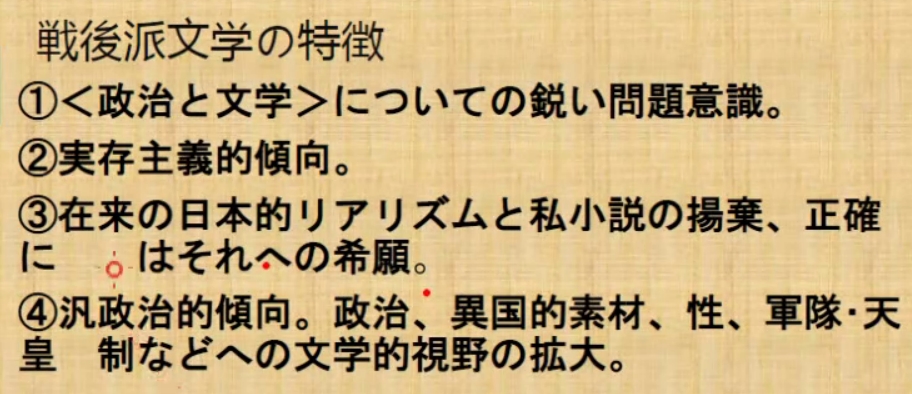 戦後派文学の特徴
①＜政治と文学＞についての鋭い問題意識。
②実存主義的傾向。
③在来の日本的リアリズムと私小説の揚棄、正確
に　　はそれへの希願。
④汎政治的傾向。政治、異国的素材、性、軍隊･天
皇　制などへの文学的視野の拡大。